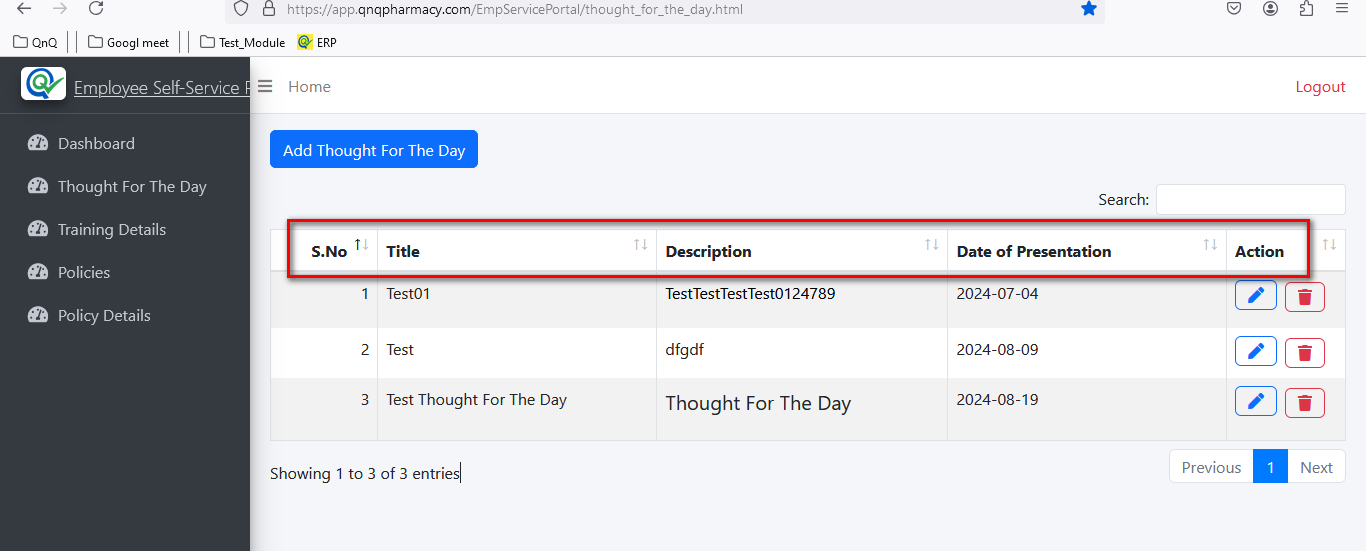 https://app.qnqpharmacy.com/EmpServicePortal/thought_for_the_day.html
QnQ Googl meet Test_Module ERP
Employee Self-Service P
Home
Logout
Dashboard
Thought For The Day
Training Details
Policies
Policy Details
Add Thought For The Day
Search:
S.No Title Description Date of Presentation Action
1 Test01 TestTestTestTest0124789 2024-07-04
2 Test dfgdf 2024-08-09
3 Test Thought For The Day Thought For The Day 2024-08-19
Showing 1 to 3 of 3 entries
Previous 1 Next